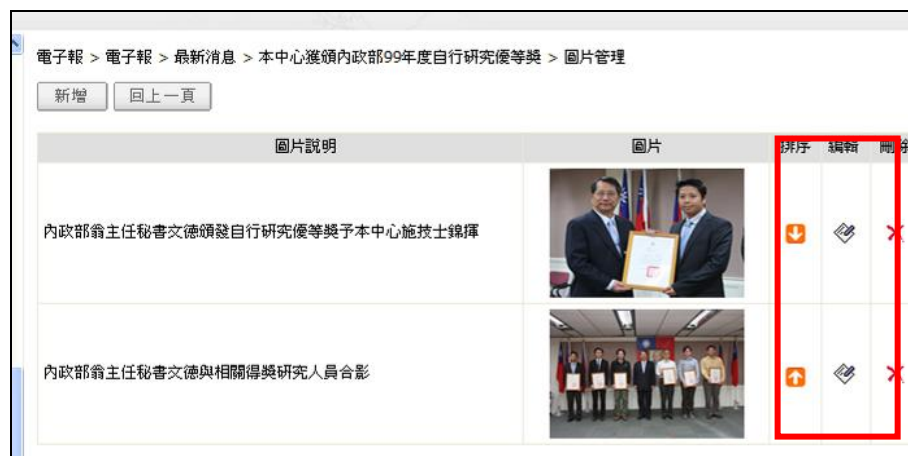 電子報 > 電子報 > 最新消息 > 本中心獲頒內政部99年度自行研究優等獎 > 圖片管理
新增 回上一頁
圖片說明 圖片 排序 編輯 刪除
內政部翁主任秘書文德頒發自行研究優等獎予本中心施技士錦揮
內政部翁主任秘書文德與相關得獎研究人員合影